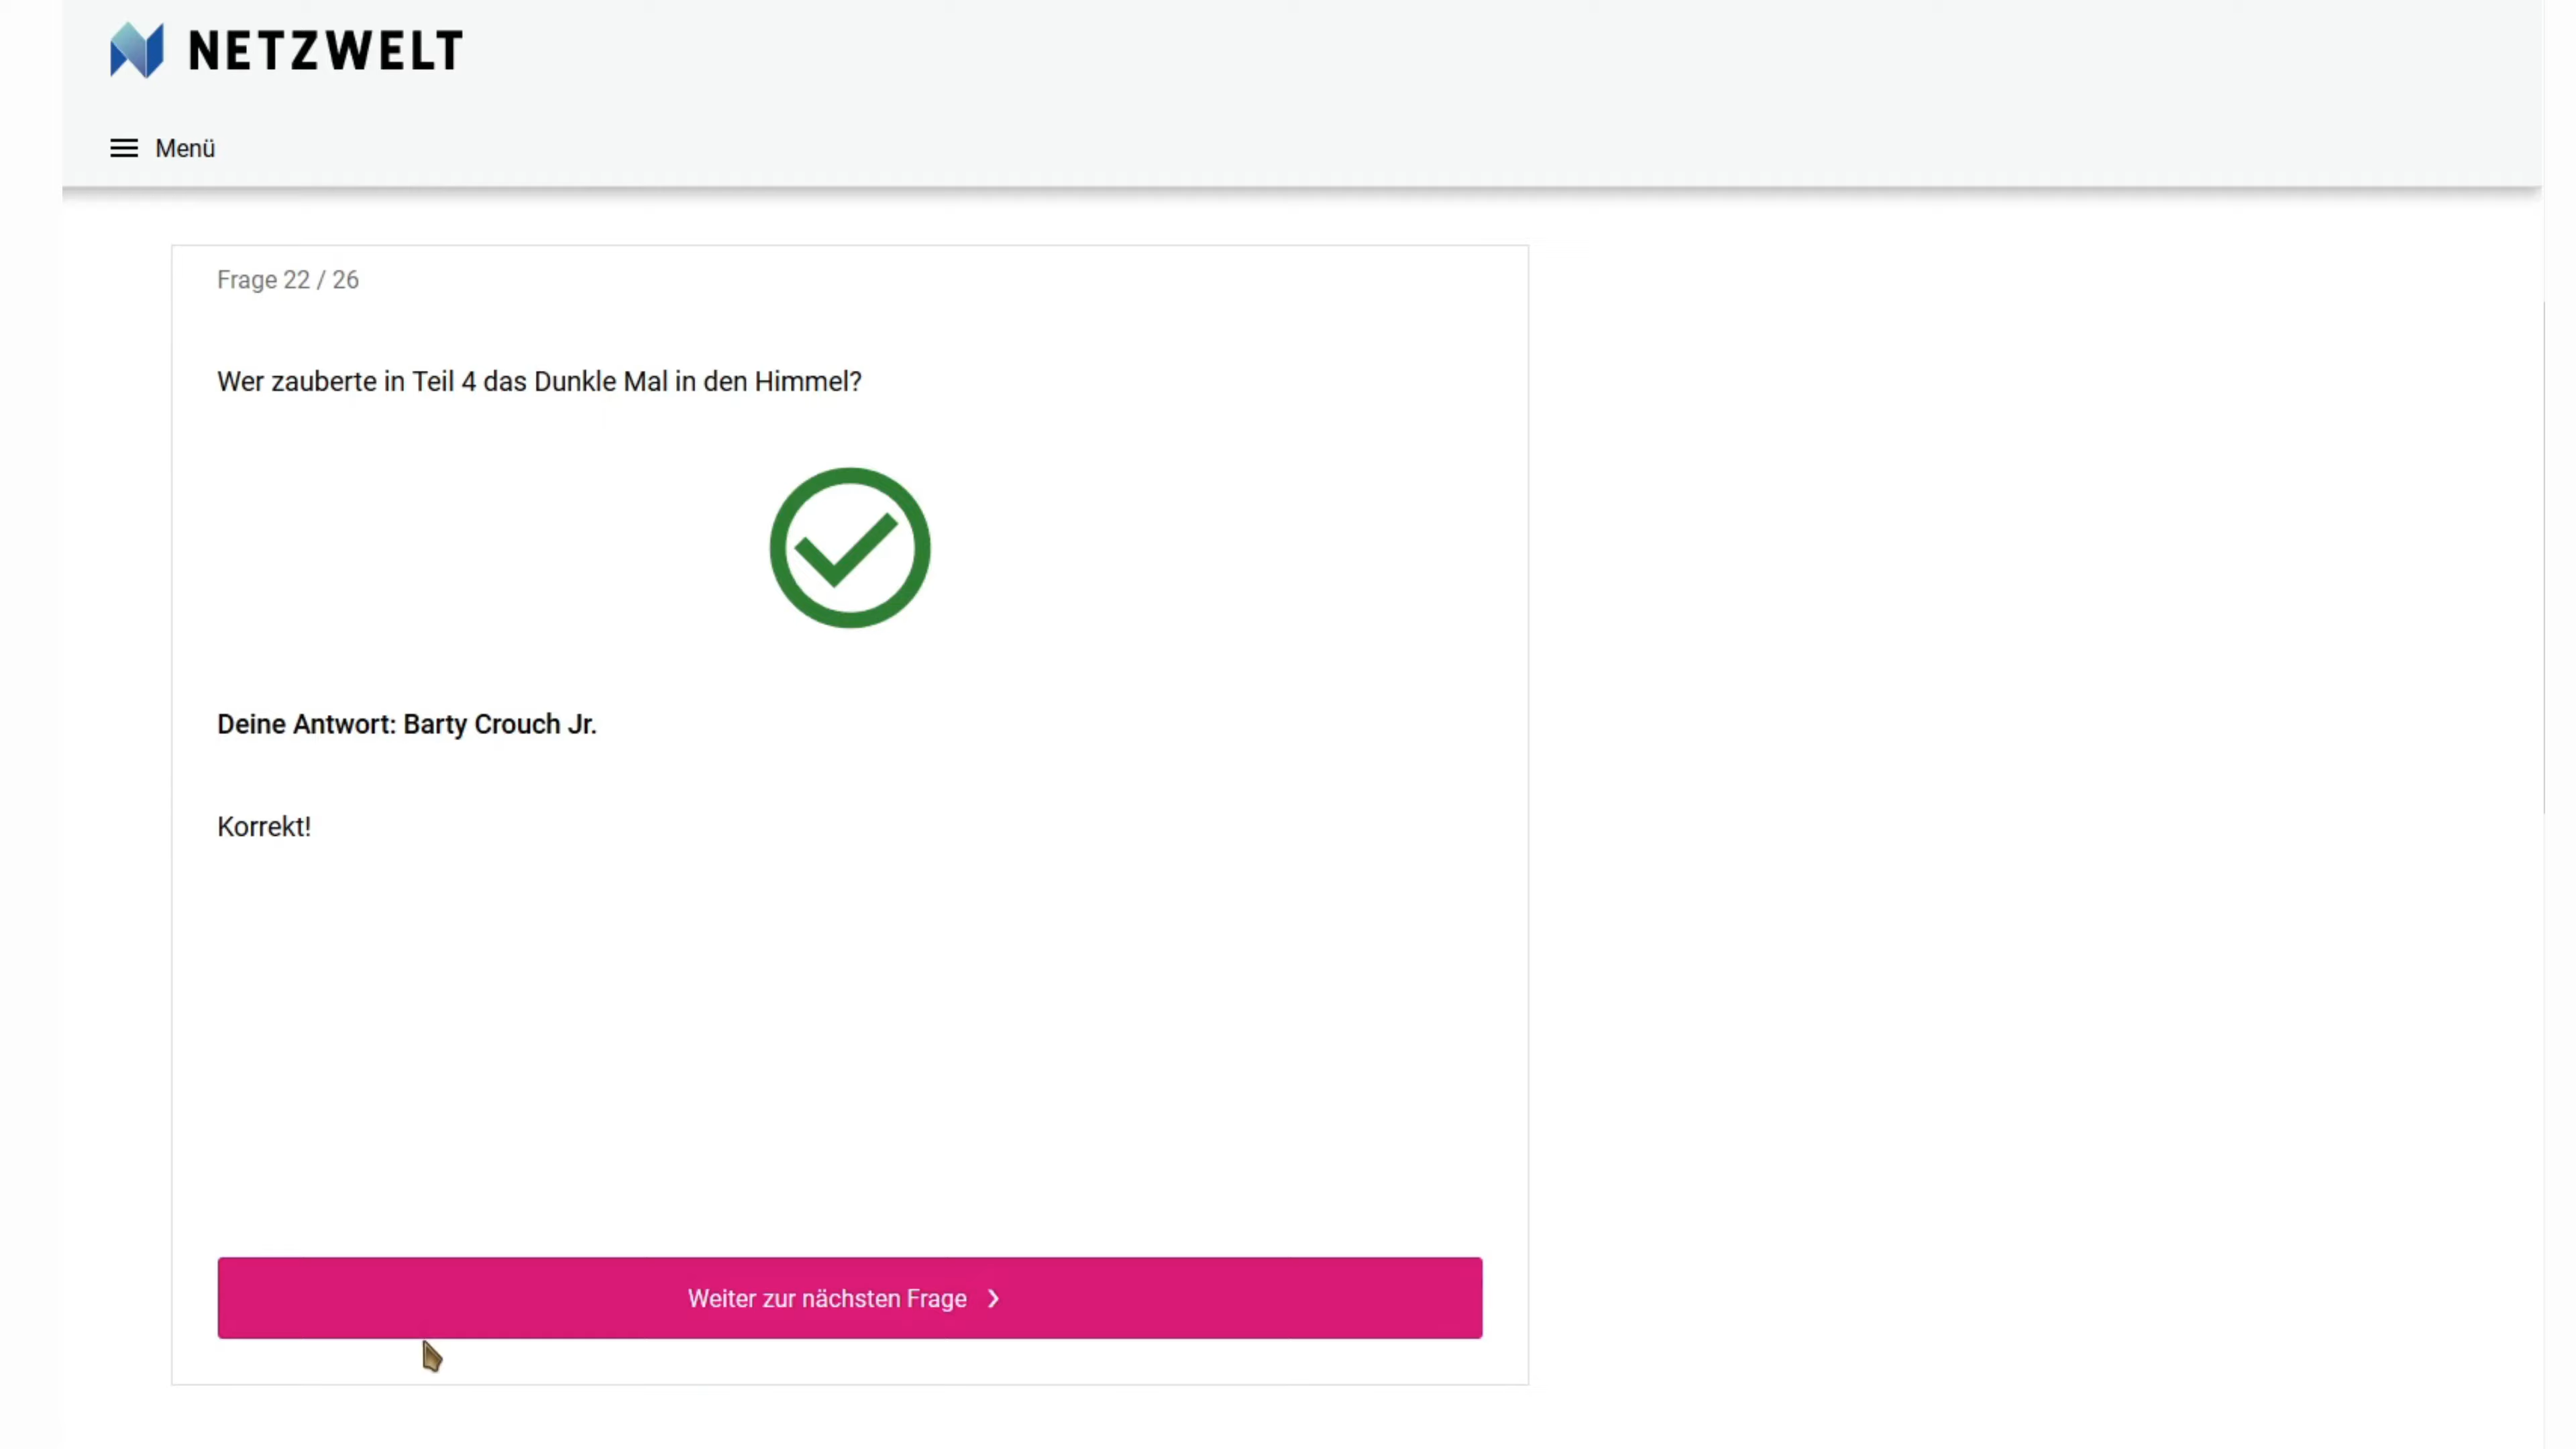 NETZWELT
Menü
Frage 22 / 26
Wer zauberte in Teil 4 das Dunkle Mal in den Himmel?
Deine Antwort: Barty Crouch Jr.
Korrekt!
Weiter zur nächsten Frage